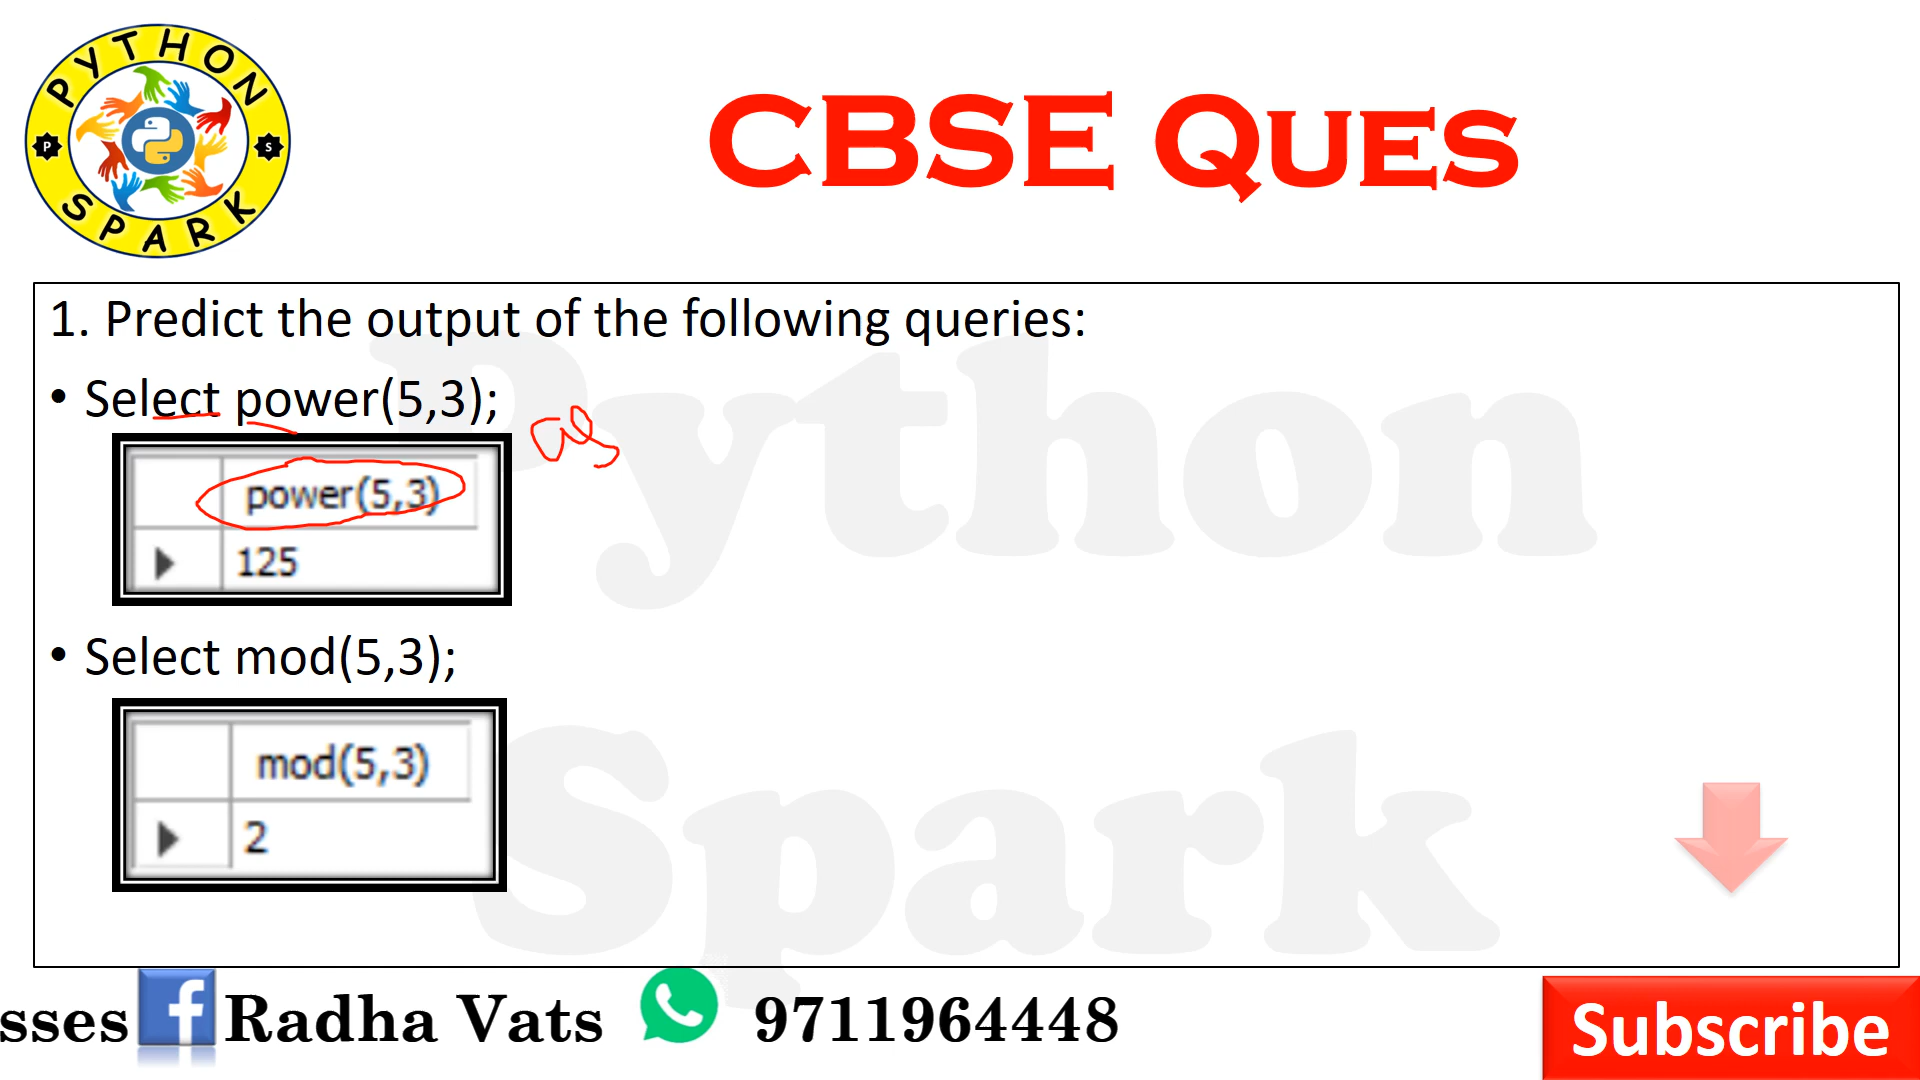 PYTHON
P S
SPARK
CBSE QUES
1. Predict the output of the following queries:
• Select power(5,3);
as
power(5,3)
125
• Select mod(5,3);
mod(5,3)
2
Python
Spark
sses f Radha Vats 9711964448
Subscribe